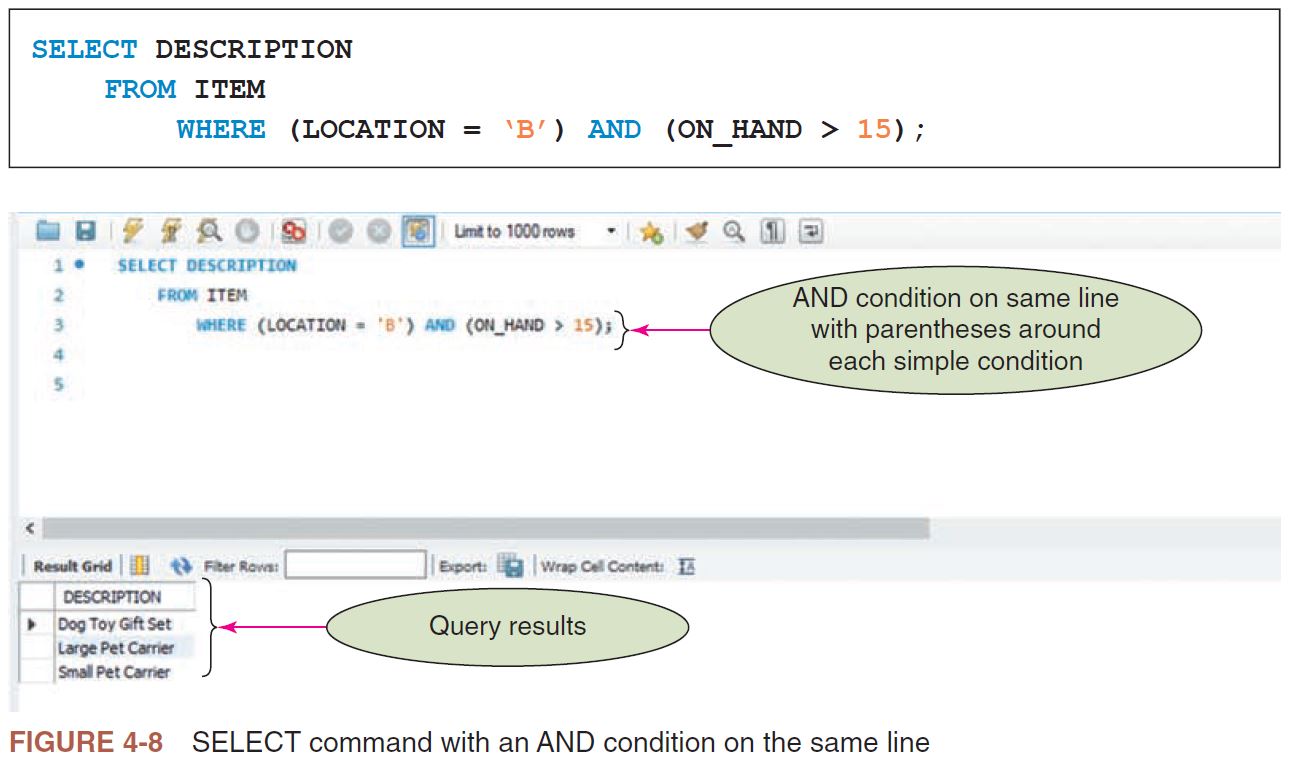 SELECT DESCRIPTION
FROM ITEM
WHERE (LOCATION = ‘B’) AND (ON_HAND > 15);
Limit to 1000 rows
1 SELECT DESCRIPTION
2 FROM ITEM
3 WHERE (LOCATION = 'B') AND (ON_HAND > 15);
4
5
AND condition on same line
with parentheses around
each simple condition
Result Grid Filter Rows: Export: Wrap Cell Content:
DESCRIPTION
Dog Toy Gift Set
Large Pet Carrier
Small Pet Carrier
Query results
FIGURE 4-8 SELECT command with an AND condition on the same line